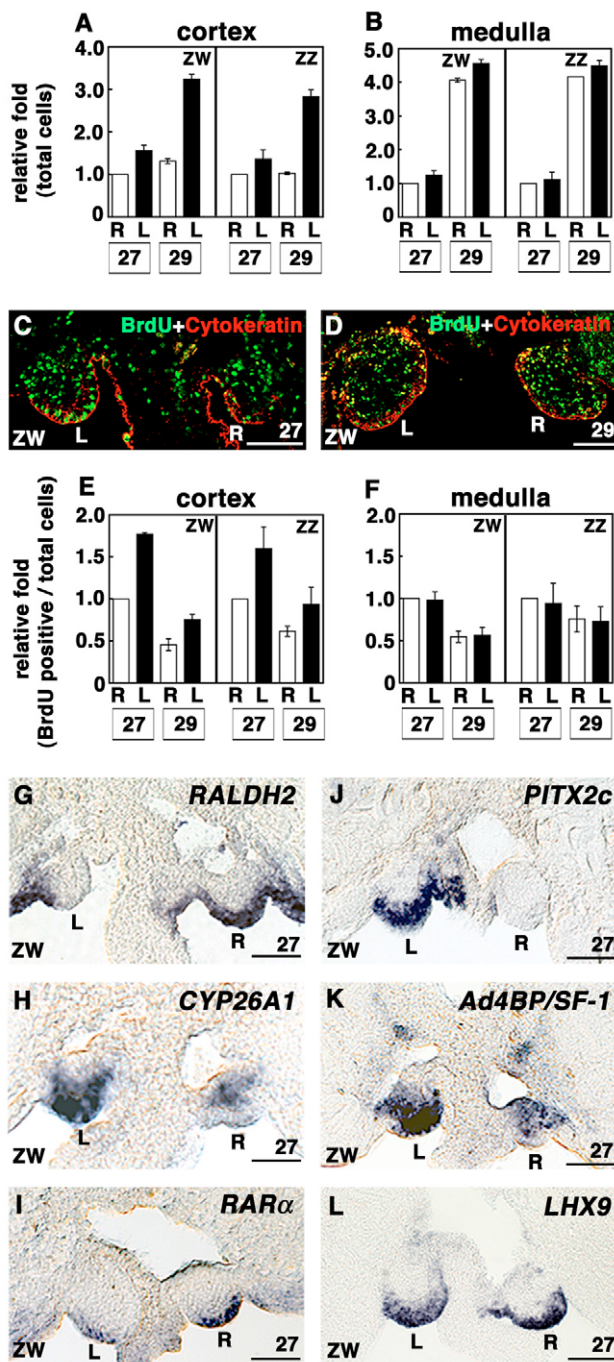 A cortex
relative fold
(total cells)
4.0
3.0
2.0
1.0
0.0
ZW
ZZ
R L R L R L R L
27 29 27 29
B medulla
5.0
4.0
3.0
2.0
1.0
0.0
ZW
ZZ
R L R L R L R L
27 29 27 29
C BrdU+Cytokeratin
ZW L R 27
D BrdU+Cytokeratin
ZW L R 29
E cortex
relative fold
(BrdU positive / total cells)
2.0
1.5
1.0
0.5
0
ZW
ZZ
R L R L R L R L
27 29 27 29
F medulla
2.0
1.5
1.0
0.5
0
ZW
ZZ
R L R L R L R L
27 29 27 29
G RALDH2
L
R
ZW 27
J PITX2c
L R
ZW 27
H CYP26A1
L R
ZW 27
K Ad4BP/SF-1
L R
ZW 27
I RARα
L R
ZW 27
L LHX9
L R
ZW 27